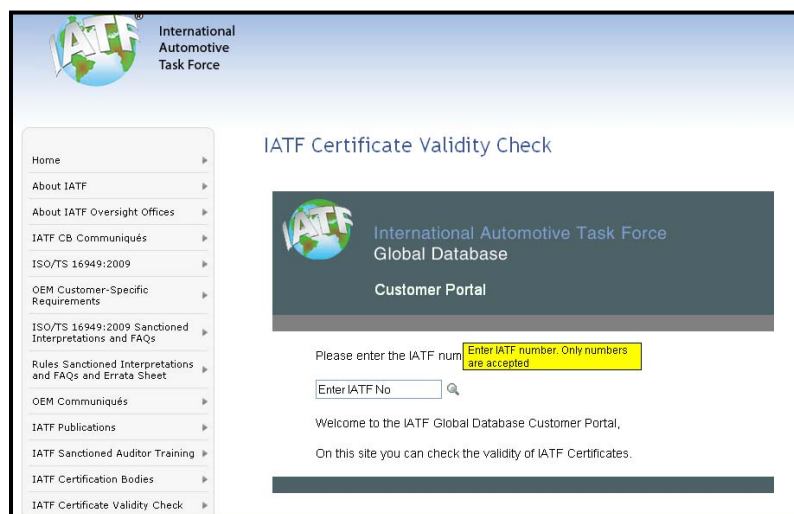 IATF
®
International
Automotive
Task Force
Home
About IATF
About IATF Oversight Offices
IATF CB Communiqués
ISO/TS 16949:2009
OEM Customer-Specific
Requirements
ISO/TS 16949:2009 Sanctioned
Interpretations and FAQs
Rules Sanctioned Interpretations
and FAQs and Errata Sheet
OEM Communiqués
IATF Publications
IATF Sanctioned Auditor Training
IATF Certification Bodies
IATF Certificate Validity Check
IATF Certificate Validity Check
IATF
International Automotive Task Force
Global Database
Customer Portal
Please enter the IATF num
Enter IATF number. Only numbers
are accepted
Enter IATF No
Welcome to the IATF Global Database Customer Portal,
On this site you can check the validity of IATF Certificates.